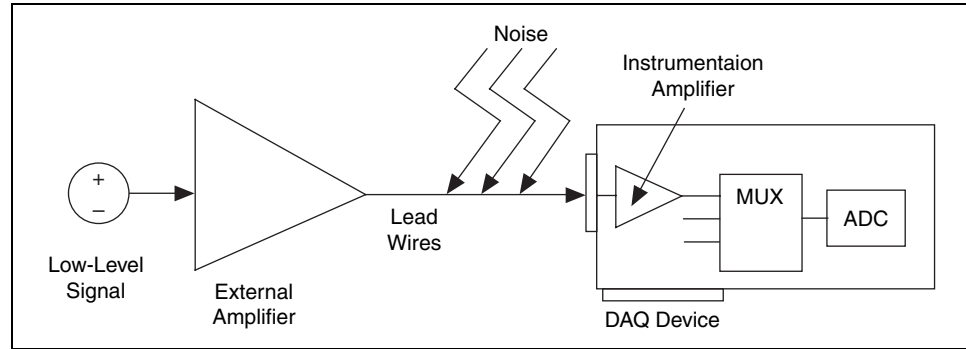 Noise
Instrumentaion
Amplifier
+
–
MUX
ADC
Lead
Wires
Low-Level
Signal
External
Amplifier
DAQ Device